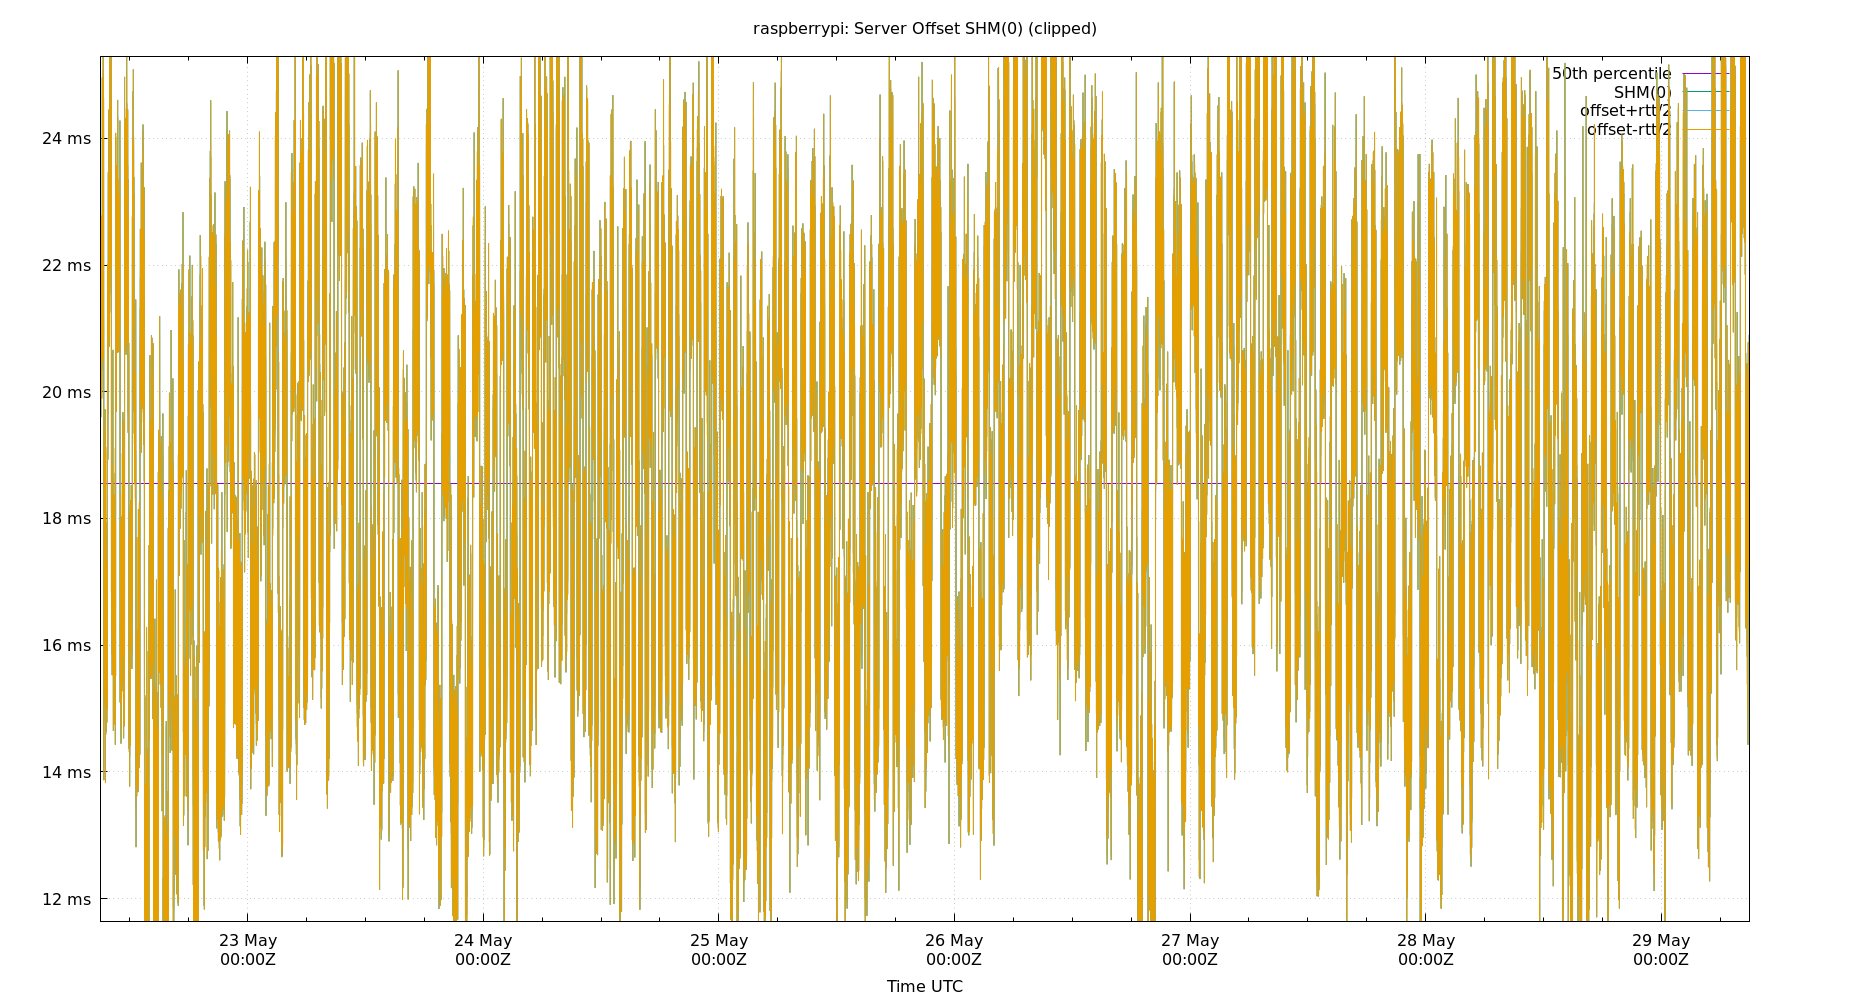 raspberrypi: Server Offset SHM(0) (clipped)
50th percentile
SHM(0)
offset+rtt/2
offset-rtt/2
24 ms
22 ms
20 ms
18 ms
16 ms
14 ms
12 ms
23 May
00:00Z
24 May
00:00Z
25 May
00:00Z
26 May
00:00Z
27 May
00:00Z
28 May
00:00Z
29 May
00:00Z
Time UTC